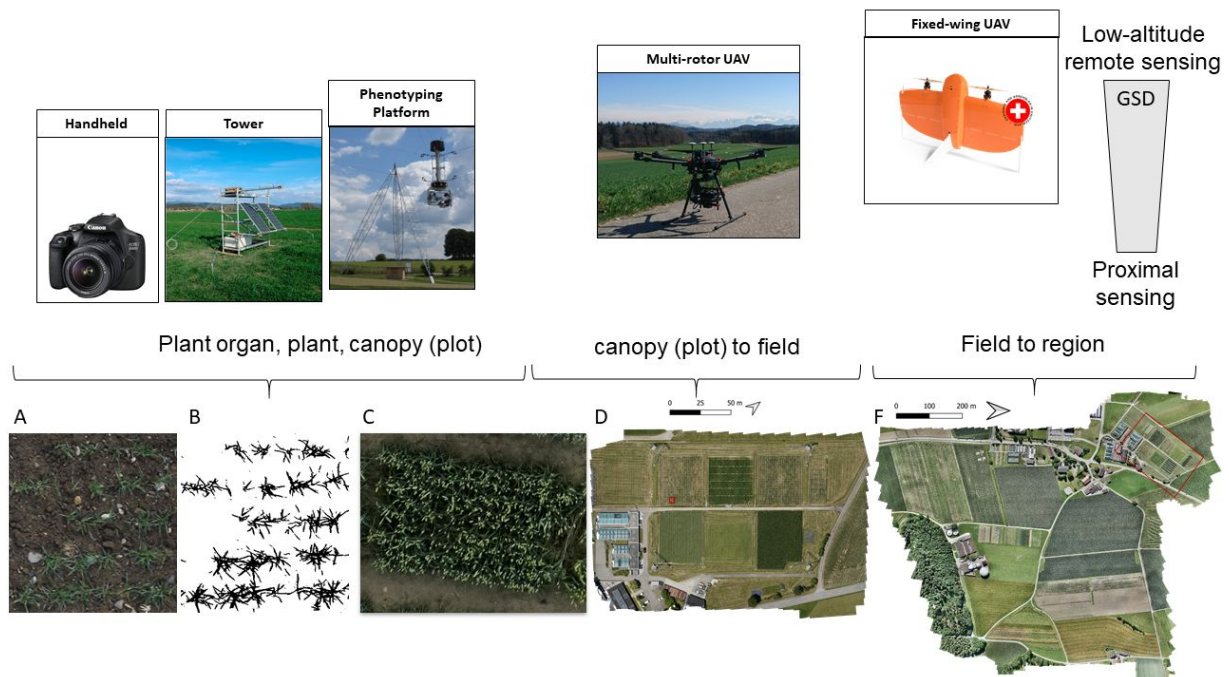 Fixed-wing UAV
Low-altitude
remote sensing
Multi-rotor UAV
Phenotyping
Platform
GSD
Handheld
Tower
Canon
Proximal
sensing
Plant organ, plant, canopy (plot)
canopy (plot) to field
Field to region
A
B
C
D
F
0 25 50 m
0 100 200 m